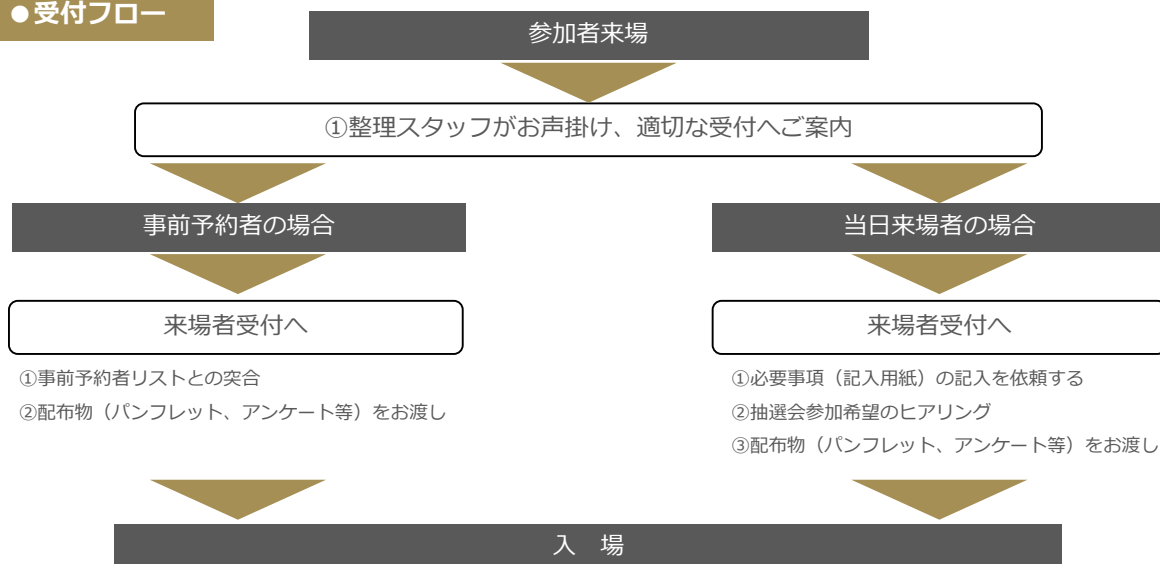 ●受付フロー
参加者来場
①整理スタッフがお声掛け、適切な受付へご案内
事前予約者の場合
当日来場者の場合
来場者受付へ
来場者受付へ
①事前予約者リストとの突合
②配布物（パンフレット、アンケート等）をお渡し
①必要事項（記入用紙）の記入を依頼する
②抽選会参加希望のヒアリング
③配布物（パンフレット、アンケート等）をお渡し
入　場